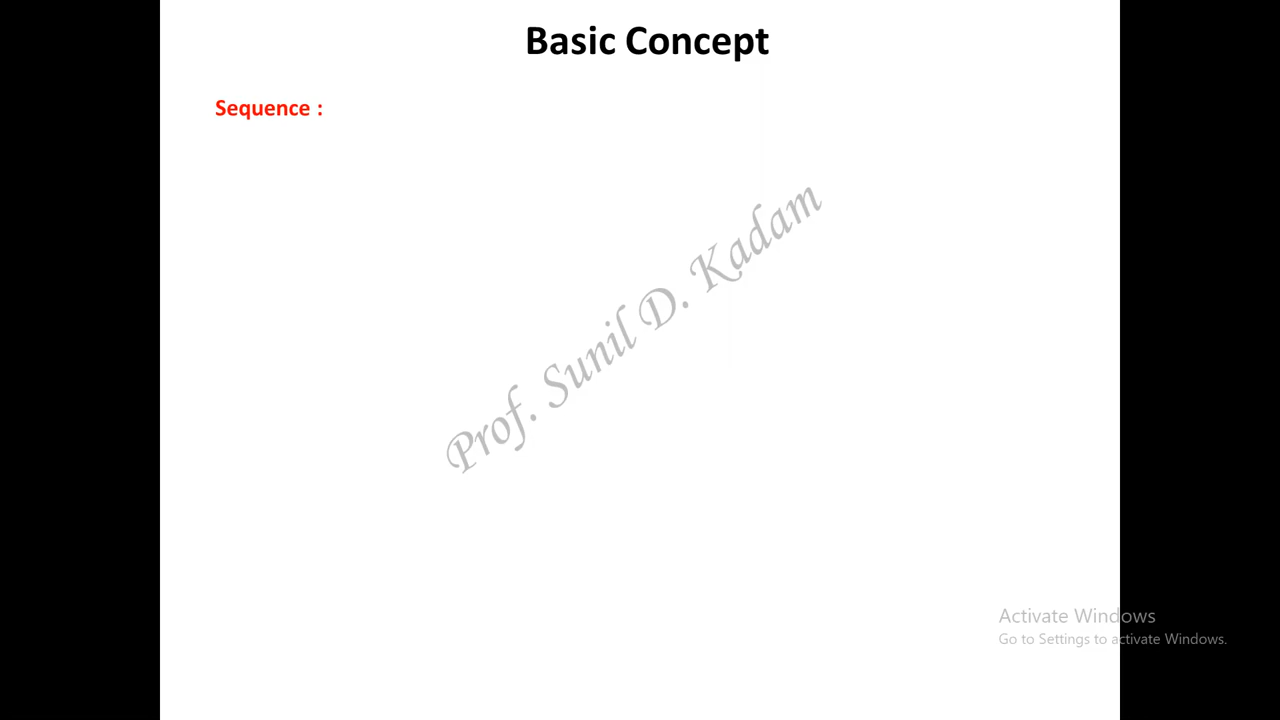 Basic Concept
Sequence :
Prof. Sunil D. Kadam
Activate Windows
Go to Settings to activate Windows.